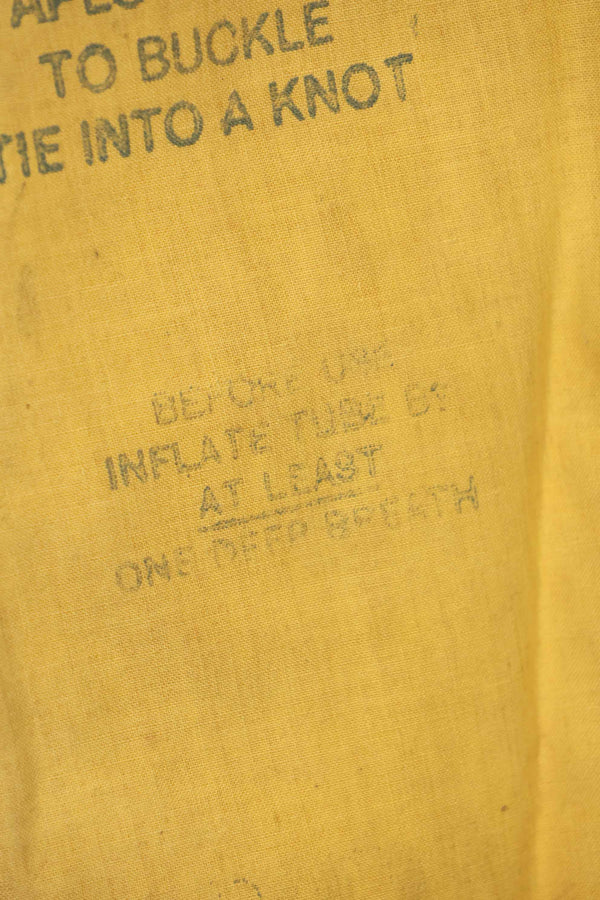 TO BUCKLE
TIE INTO A KNOT
BEFORE USE
INFLATE TUBE BY
AT LEAST
ONE DEEP BREATH